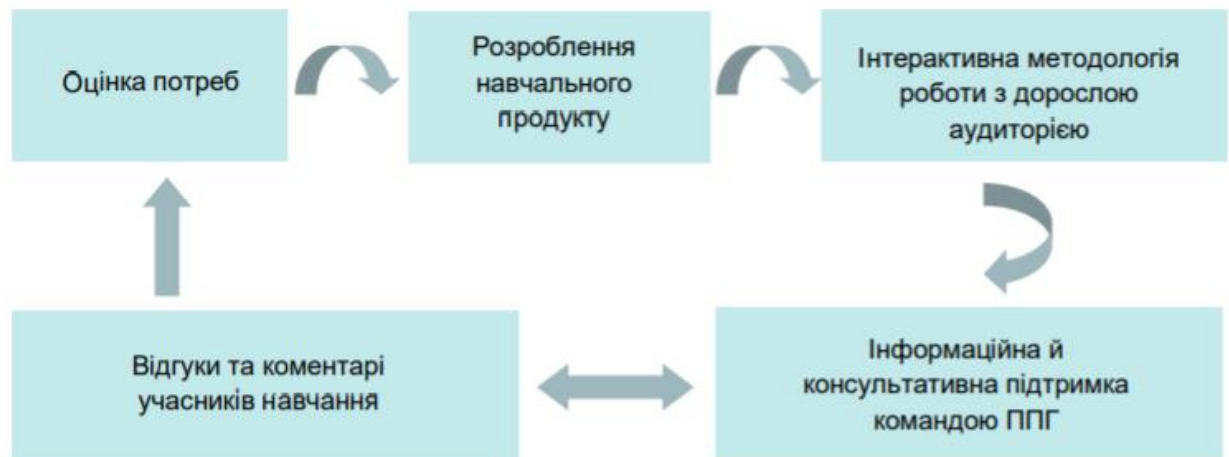 Оцінка потреб
Розроблення
навчального
продукту
Інтерактивна методологія
роботи з дорослою
аудиторією
Відгуки та коментарі
учасників навчання
Інформаційна й
консультативна підтримка
командою ППГ